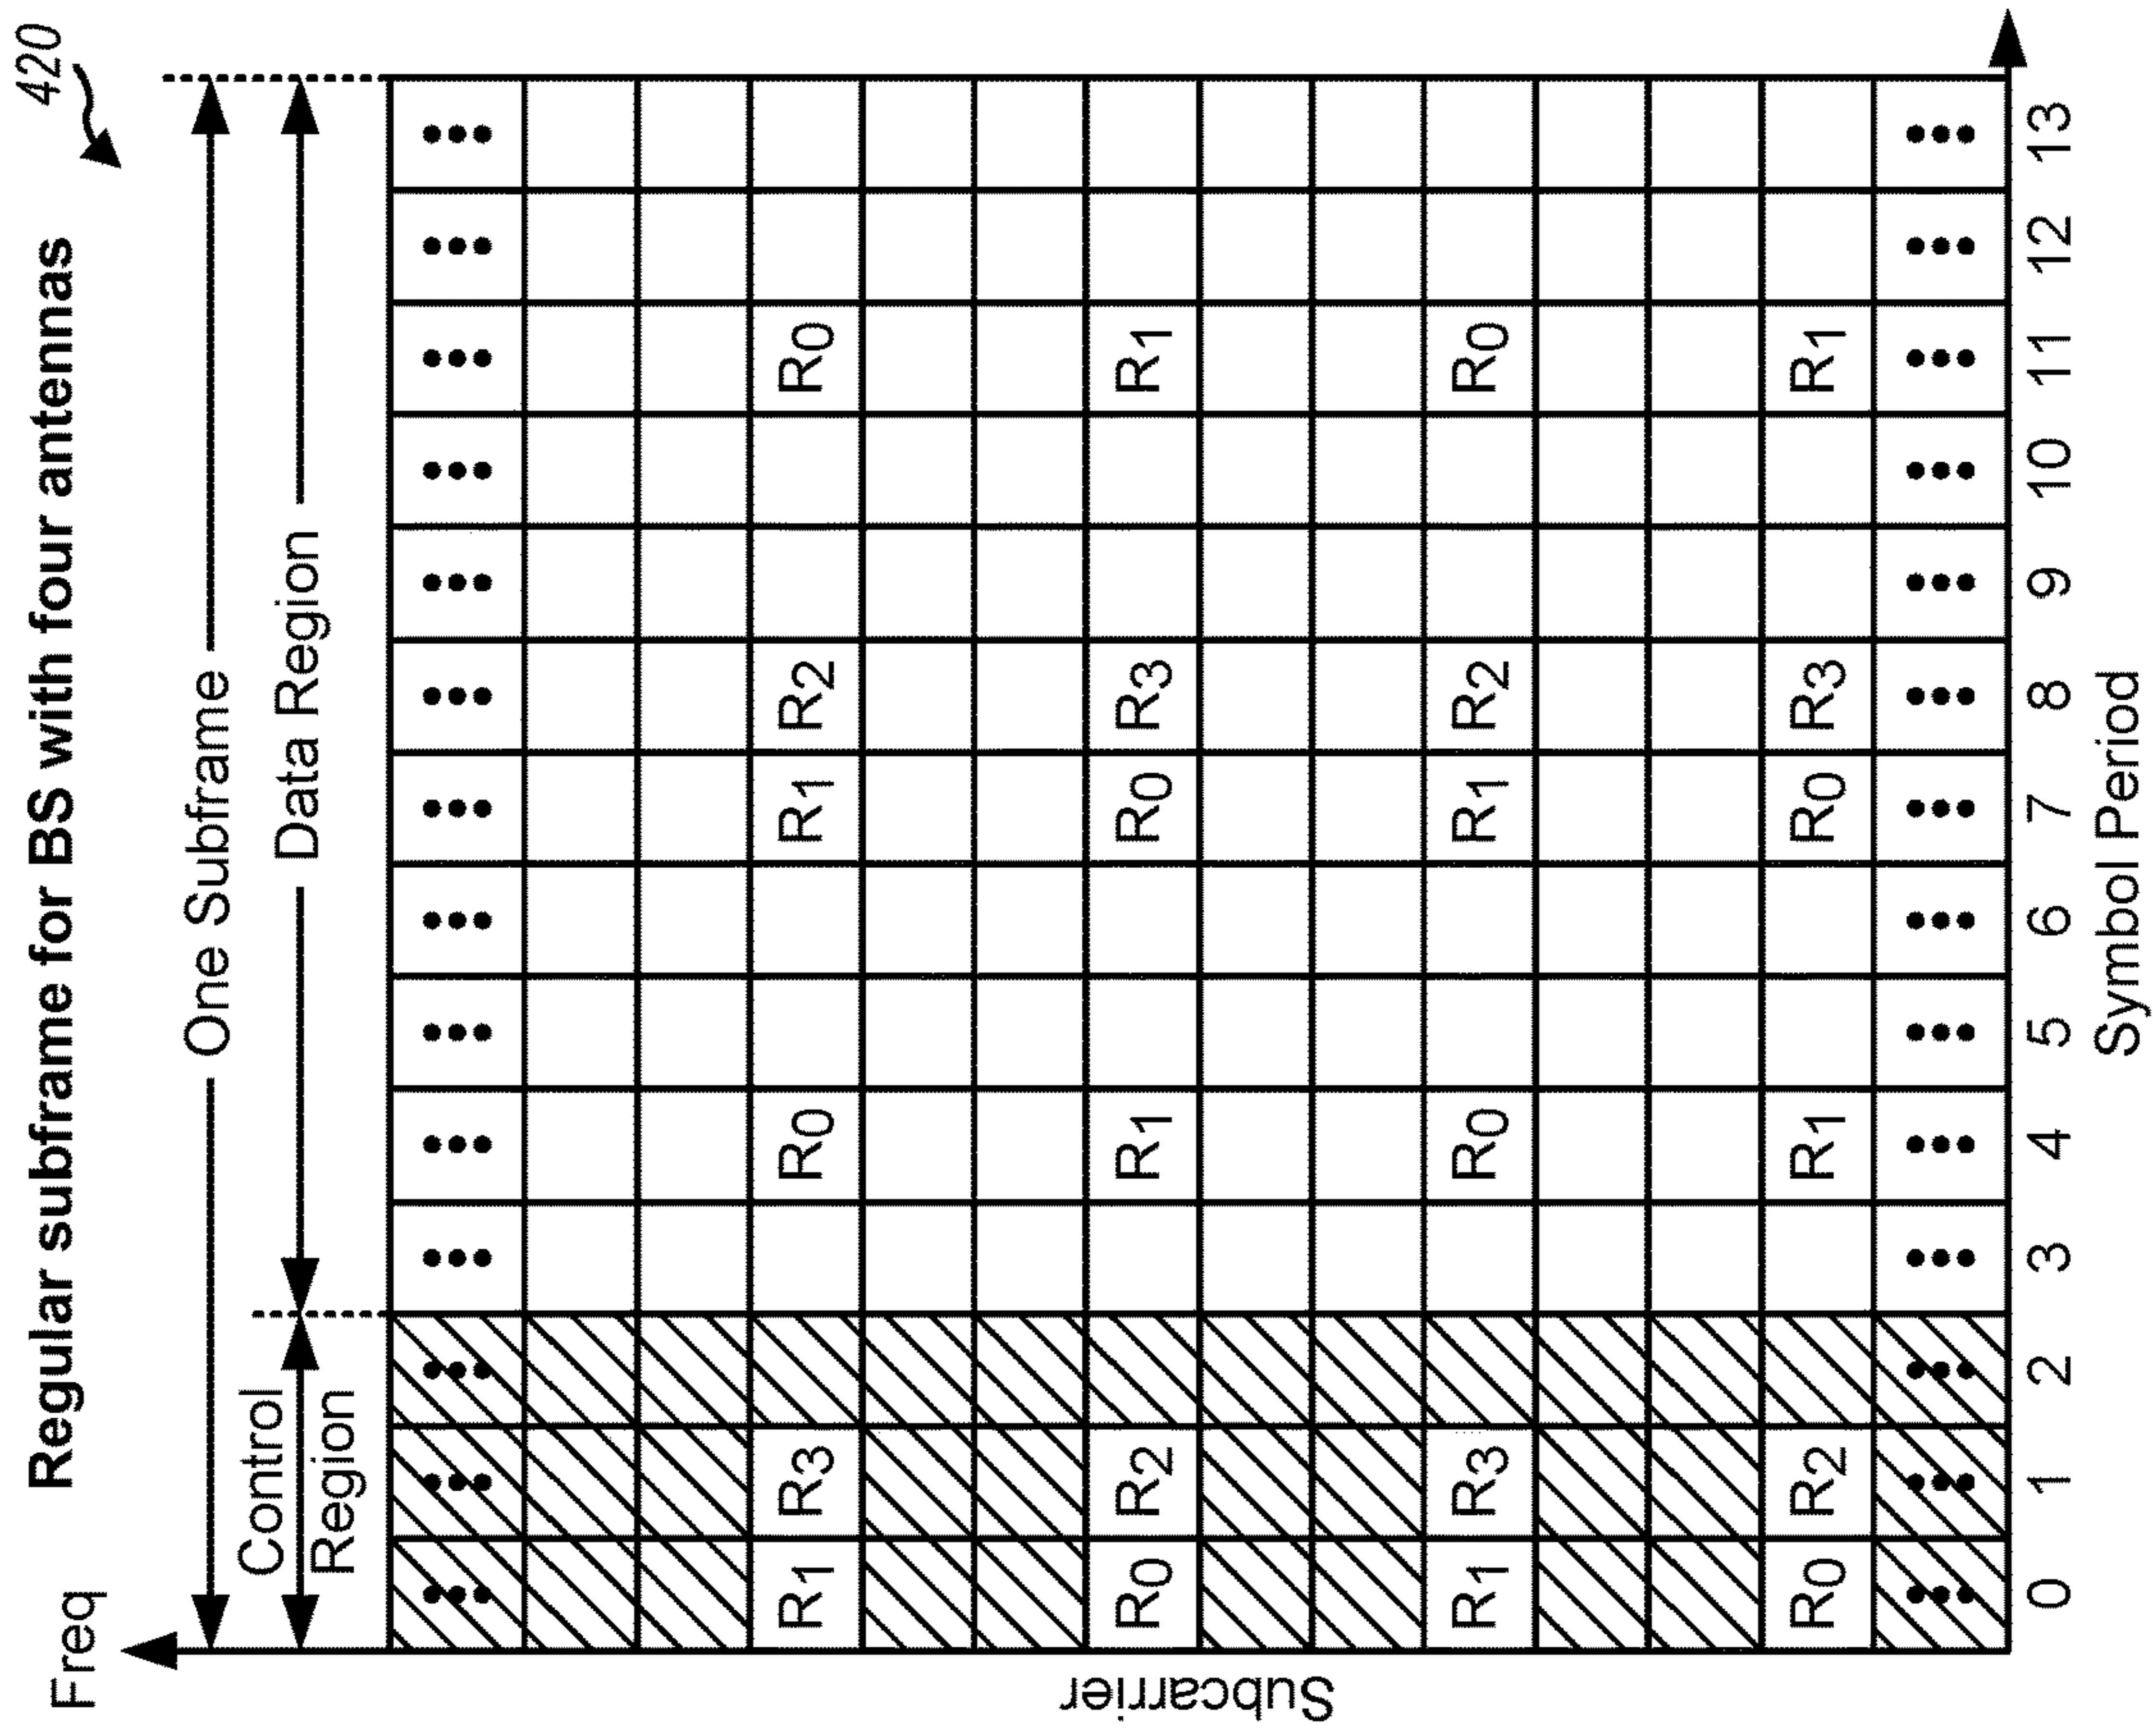 420
Regular subframe for BS with four antennas
Freq
One Subframe
Control Region
Data Region
Subcarrier
R1 R3 R0 R1 R2 R0
R0 R2 R1 R0 R3 R1
R1 R3 R0 R1 R2 R0
R0 R2 R1 R0 R3 R1
0 1 2 3 4 5 6 7 8 9 10 11 12 13
Symbol Period